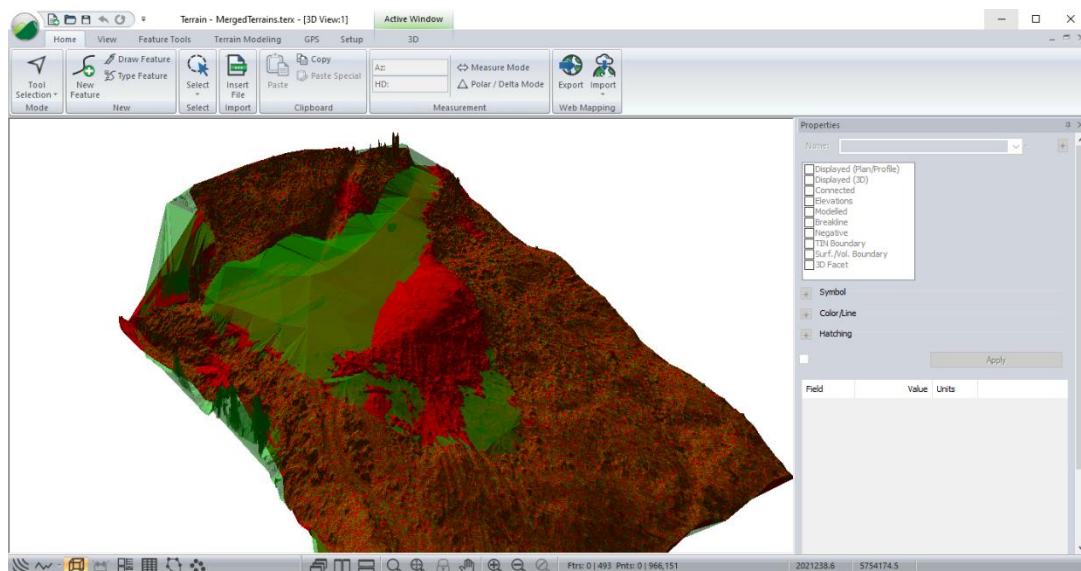 Terrain - MergedTerrains.terx - [3D View:1]
Active Window
Home View Feature Tools Terrain Modeling GPS Setup 3D
Tool Selection
Mode
New Feature
Draw Feature
Type Feature
New
Select
Select
Insert File
Import
Paste
Copy
Paste Special
Clipboard
Az:
HD:
Measure Mode
Polar / Delta Mode
Measurement
Export
Import
Web Mapping
Properties
Name:
Displayed (Plan/Profile)
Displayed (3D)
Connected
Elevations
Modelled
Breakline
Negative
TIN Boundary
Surf./Vol. Boundary
3D Facet
Symbol
Color/Line
Hatching
Apply
Field Value Units
Ftrs: 0 | 493 Pnts: 0 | 966,151
2021238.6 5754174.5